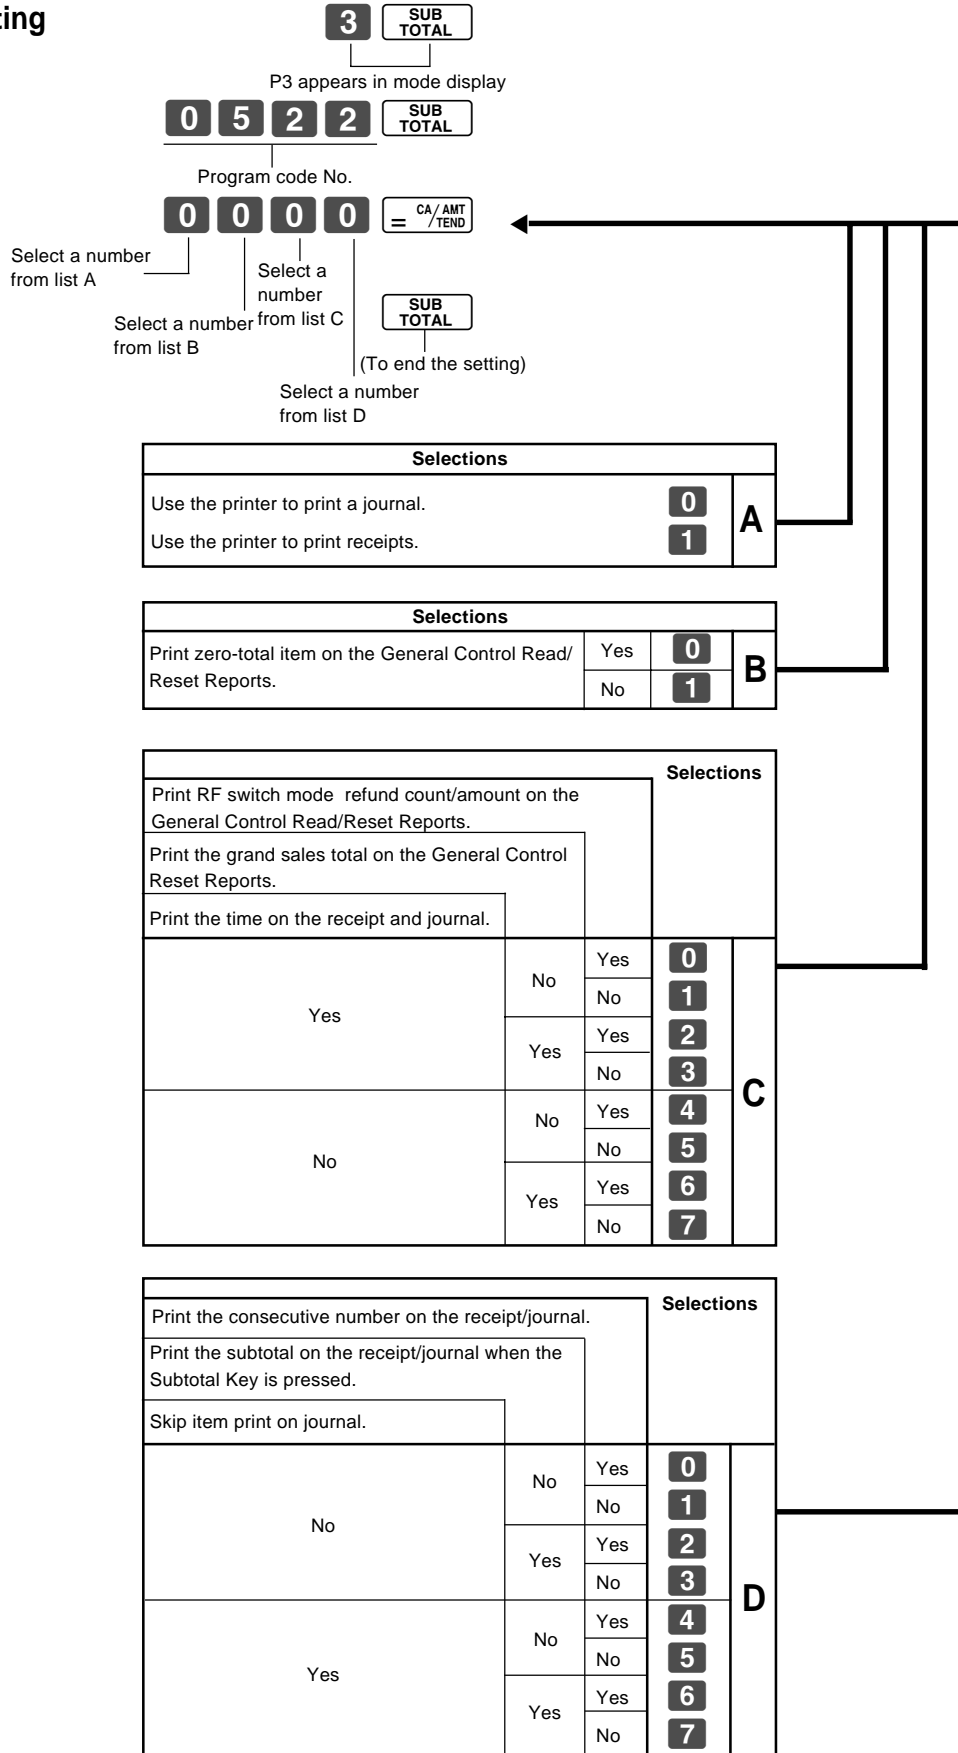 ting
3 SUB TOTAL
P3 appears in mode display
0 5 2 2 SUB TOTAL
Program code No.
0 0 0 0 = CA/AMT/TEND
Select a number
from list A
Select a number
from list B
Select a
number
from list C
SUB TOTAL
(To end the setting)
Select a number
from list D
Selections
Use the printer to print a journal. 0
Use the printer to print receipts. 1
A
Selections
Print zero-total item on the General Control Read/
Reset Reports.
Yes 0
No 1
B
Selections
Print RF switch mode refund count/amount on the
General Control Read/Reset Reports.
Print the grand sales total on the General Control
Reset Reports.
Print the time on the receipt and journal.
Yes
No
Yes 0
No 1
Yes
Yes 2
No 3
No
No
Yes 4
No 5
Yes
Yes 6
No 7
C
Selections
Print the consecutive number on the receipt/journal.
Print the subtotal on the receipt/journal when the
Subtotal Key is pressed.
Skip item print on journal.
No
No
Yes 0
No 1
Yes
Yes 2
No 3
Yes
No
Yes 4
No 5
Yes
Yes 6
No 7
D